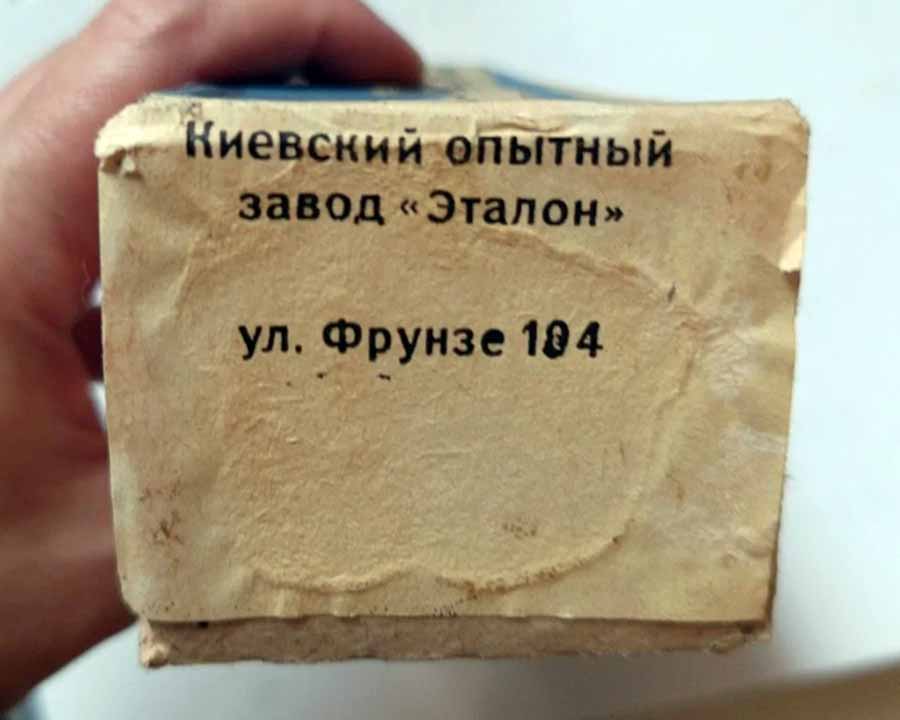 Киевский опытный
завод «Эталон»
ул. Фрунзе 104